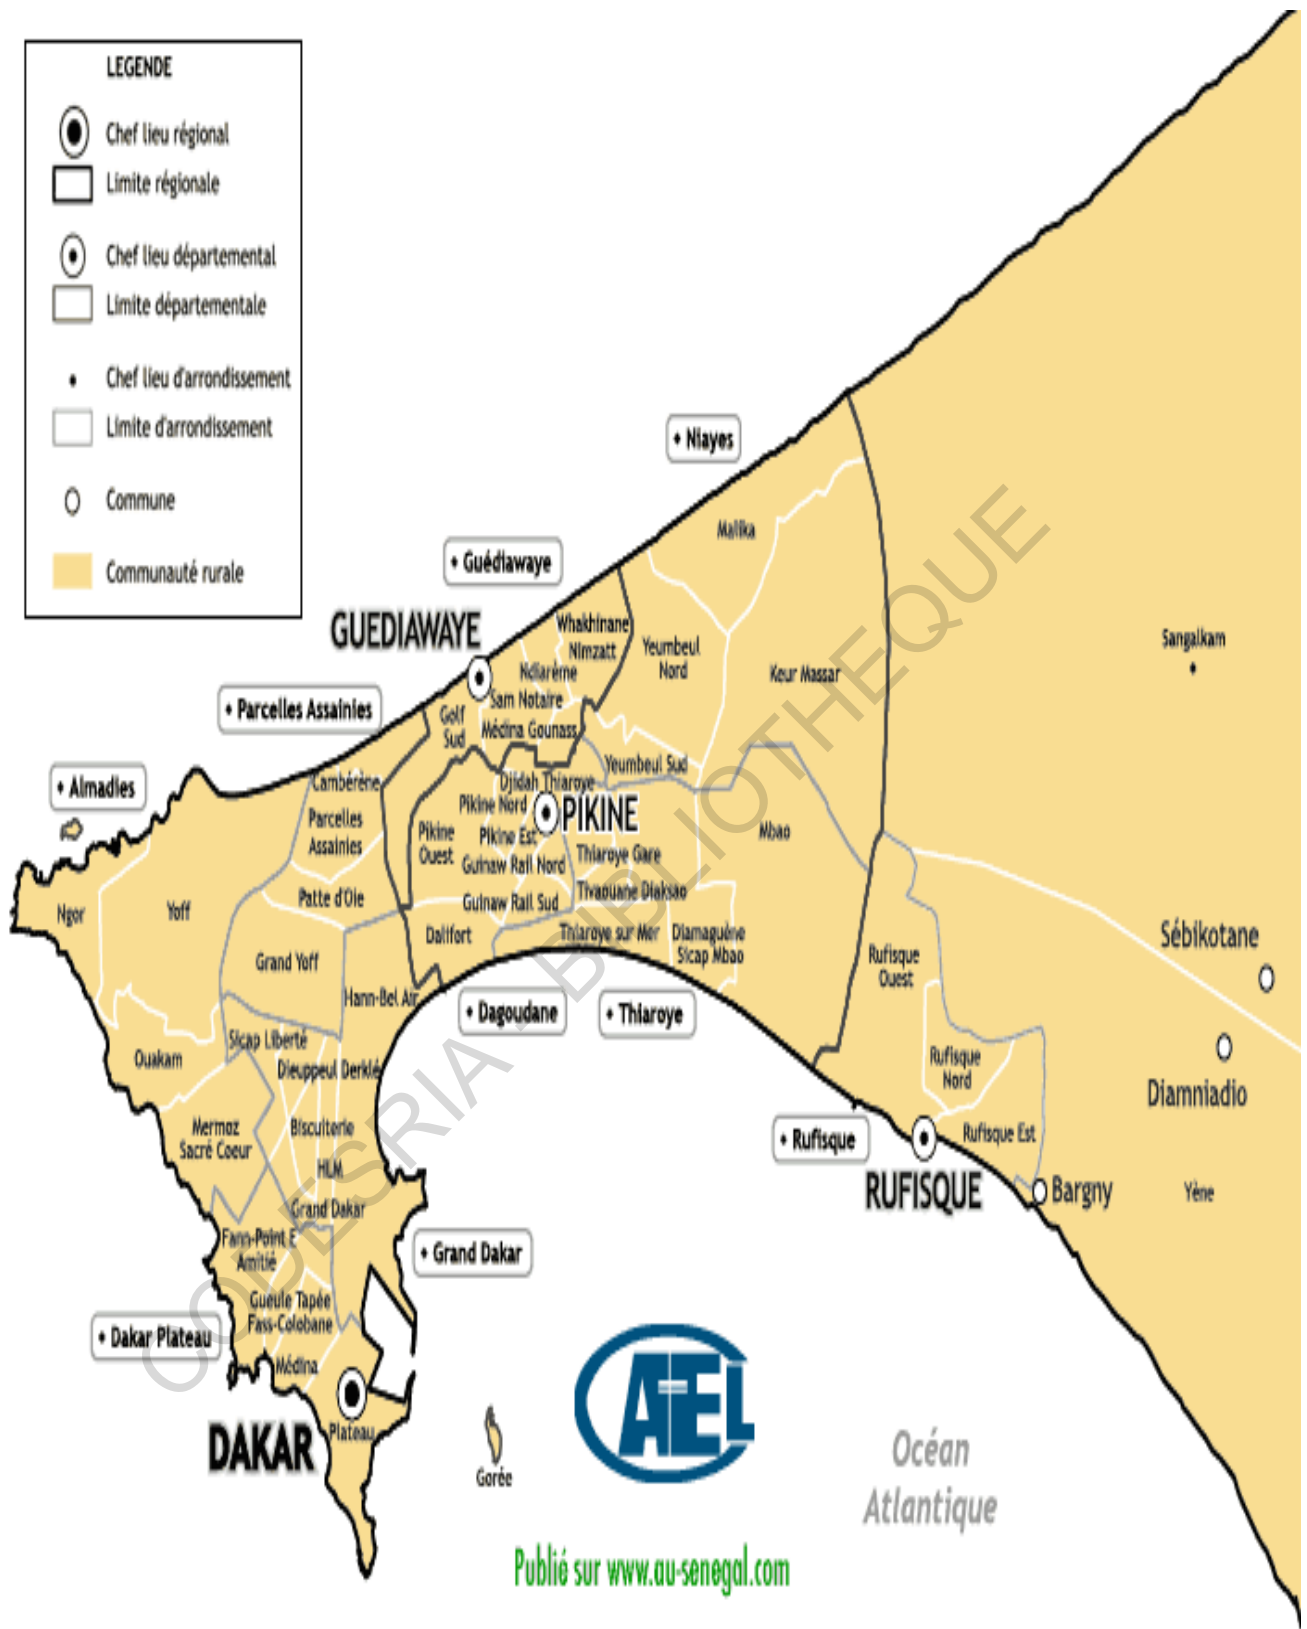 LEGENDE
Chef lieu régional
Limite régionale
Chef lieu départemental
Limite départementale
Chef lieu d'arrondissement
Limite d'arrondissement
Commune
Communauté rurale
• Niayes
Malika
• Guédiawaye
GUEDIAWAYE
Whakhinane
Nimzatt
Yeumbeul
Nord
Keur Massar
Sangalkam
Ndiarème
Sam Notaire
• Parcelles Assainies
Golf
Sud
Médina Gounass
Yeumbeul Sud
• Almadies
Cambérène
Djidah Thiaroye
Pikine Nord
PIKINE
Parcelles
Assainies
Pikine
Ouest
Pikine Est
Mbao
Thiaroye Gare
Guinaw Rail Nord
Patte d'Oie
Tivaouane Diaksao
Guinaw Rail Sud
Ngor
Yoff
Dalifort
Thiaroye sur Mer
Diamaguène
Sicap Mbao
Sébikotane
Grand Yoff
Rufisque
Ouest
Hann-Bel Air
• Dagoudane
• Thiaroye
Sicap Liberté
Ouakam
Dieuppeul Derklé
Rufisque
Nord
Diamniadio
Mermoz
Sacré Coeur
Biscuiterie
• Rufisque
Rufisque Est
HLM
RUFISQUE
Bargny
Yène
Grand Dakar
Fann-Point E
Amitié
• Grand Dakar
Gueule Tapée
Fass-Colobane
• Dakar Plateau
Médina
DAKAR
Plateau
Gorée
AEL
Océan
Atlantique
Publié sur www.au-senegal.com
CODESRIA - BIBLIOTHEQUE